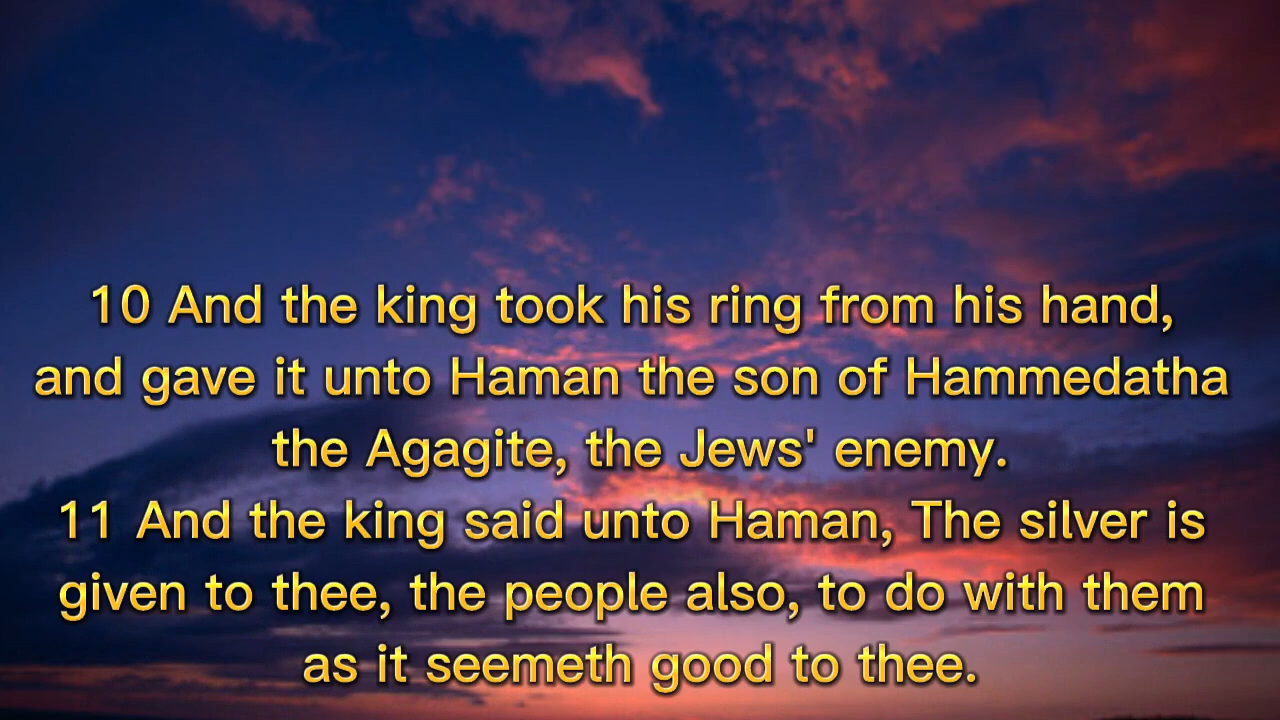 10 And the king took his ring from his hand,
and gave it unto Haman the son of Hammedatha
the Agagite, the Jews' enemy.
11 And the king said unto Haman, The silver is
given to thee, the people also, to do with them
as it seemeth good to thee.